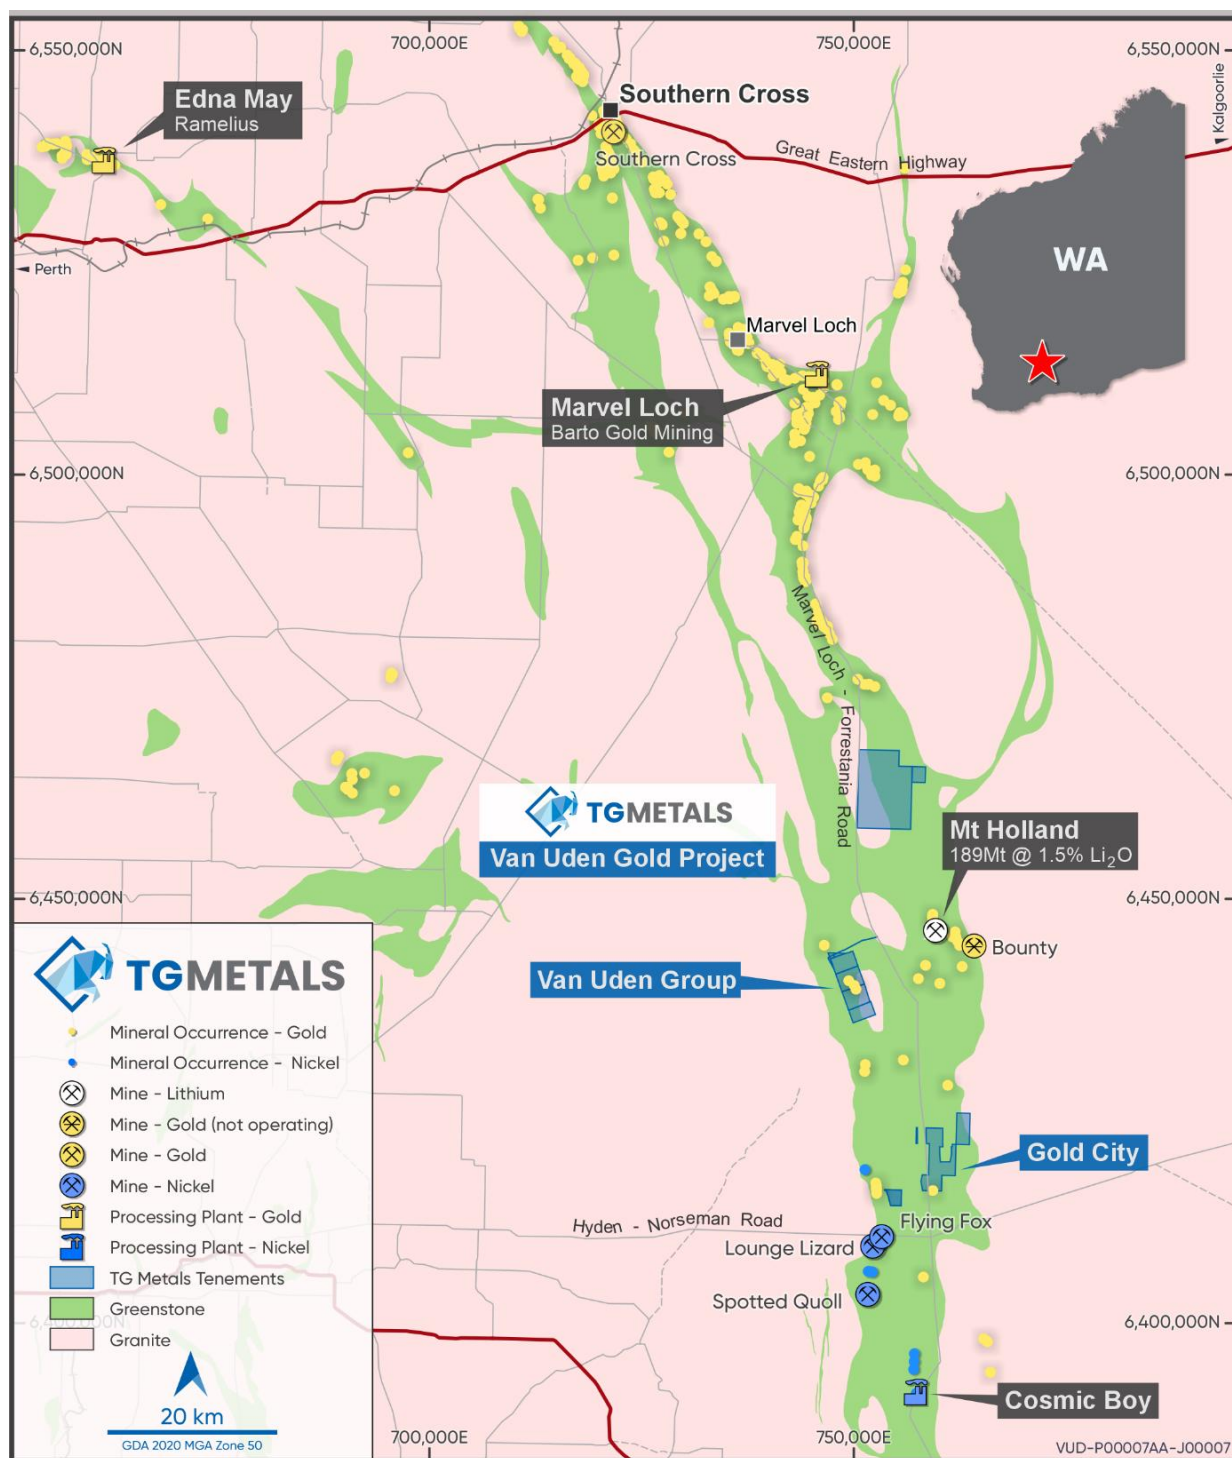 700,000E
750,000E
6,550,000N
6,550,000N
Kalgoorlie
Edna May
Ramelius
Southern Cross
Southern Cross
Great Eastern Highway
WA
Perth
Marvel Loch
Marvel Loch
Barto Gold Mining
6,500,000N
6,500,000N
Marvel Loch - Forrestania Road
TGMETALS
Van Uden Gold Project
Mt Holland
189Mt @ 1.5% Li₂O
6,450,000N
6,450,000N
Bounty
Van Uden Group
TGMETALS
Mineral Occurrence - Gold
Mineral Occurrence - Nickel
Mine - Lithium
Mine - Gold (not operating)
Mine - Gold
Mine - Nickel
Processing Plant - Gold
Processing Plant - Nickel
TG Metals Tenements
Greenstone
Granite
20 km
GDA 2020 MGA Zone 50
Gold City
Hyden - Norseman Road
Flying Fox
Lounge Lizard
Spotted Quoll
6,400,000N
6,400,000N
Cosmic Boy
700,000E
750,000E
VUD-P00007AA-J00007